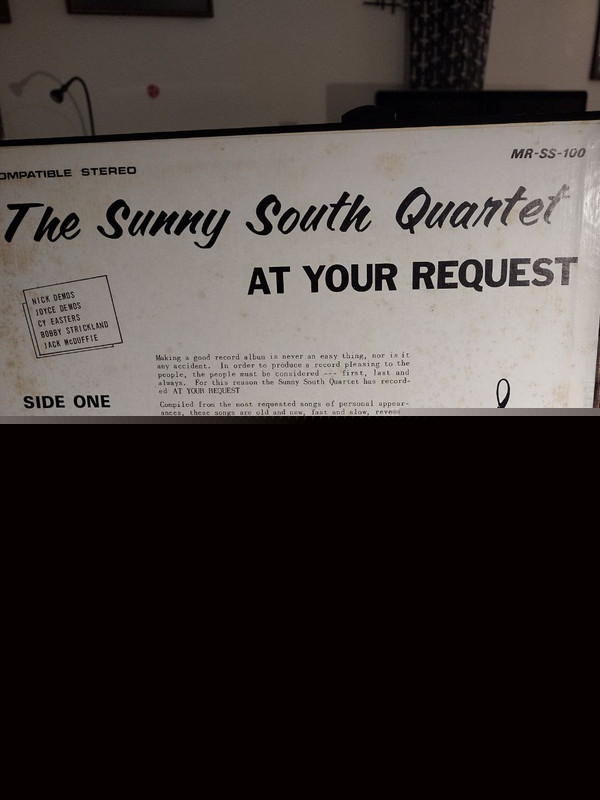 OMPATIBLE STEREO
MR-SS-100
The Sunny South Quartet
AT YOUR REQUEST
NICK DEMOS
JOYCE DEMOS
CY EASTERS
BOBBY STRICKLAND
JACK McDUFFIE
Making a good record album is never an easy thing, nor is it
any accident. In order to produce a record pleasing to the
people, the people must be considered --- first, last and
always. For this reason the Sunny South Quartet has record-
ed AT YOUR REQUEST
SIDE ONE
Compiled from the most requested songs of personal appear-
ances, these songs are old and new, fast and slow,